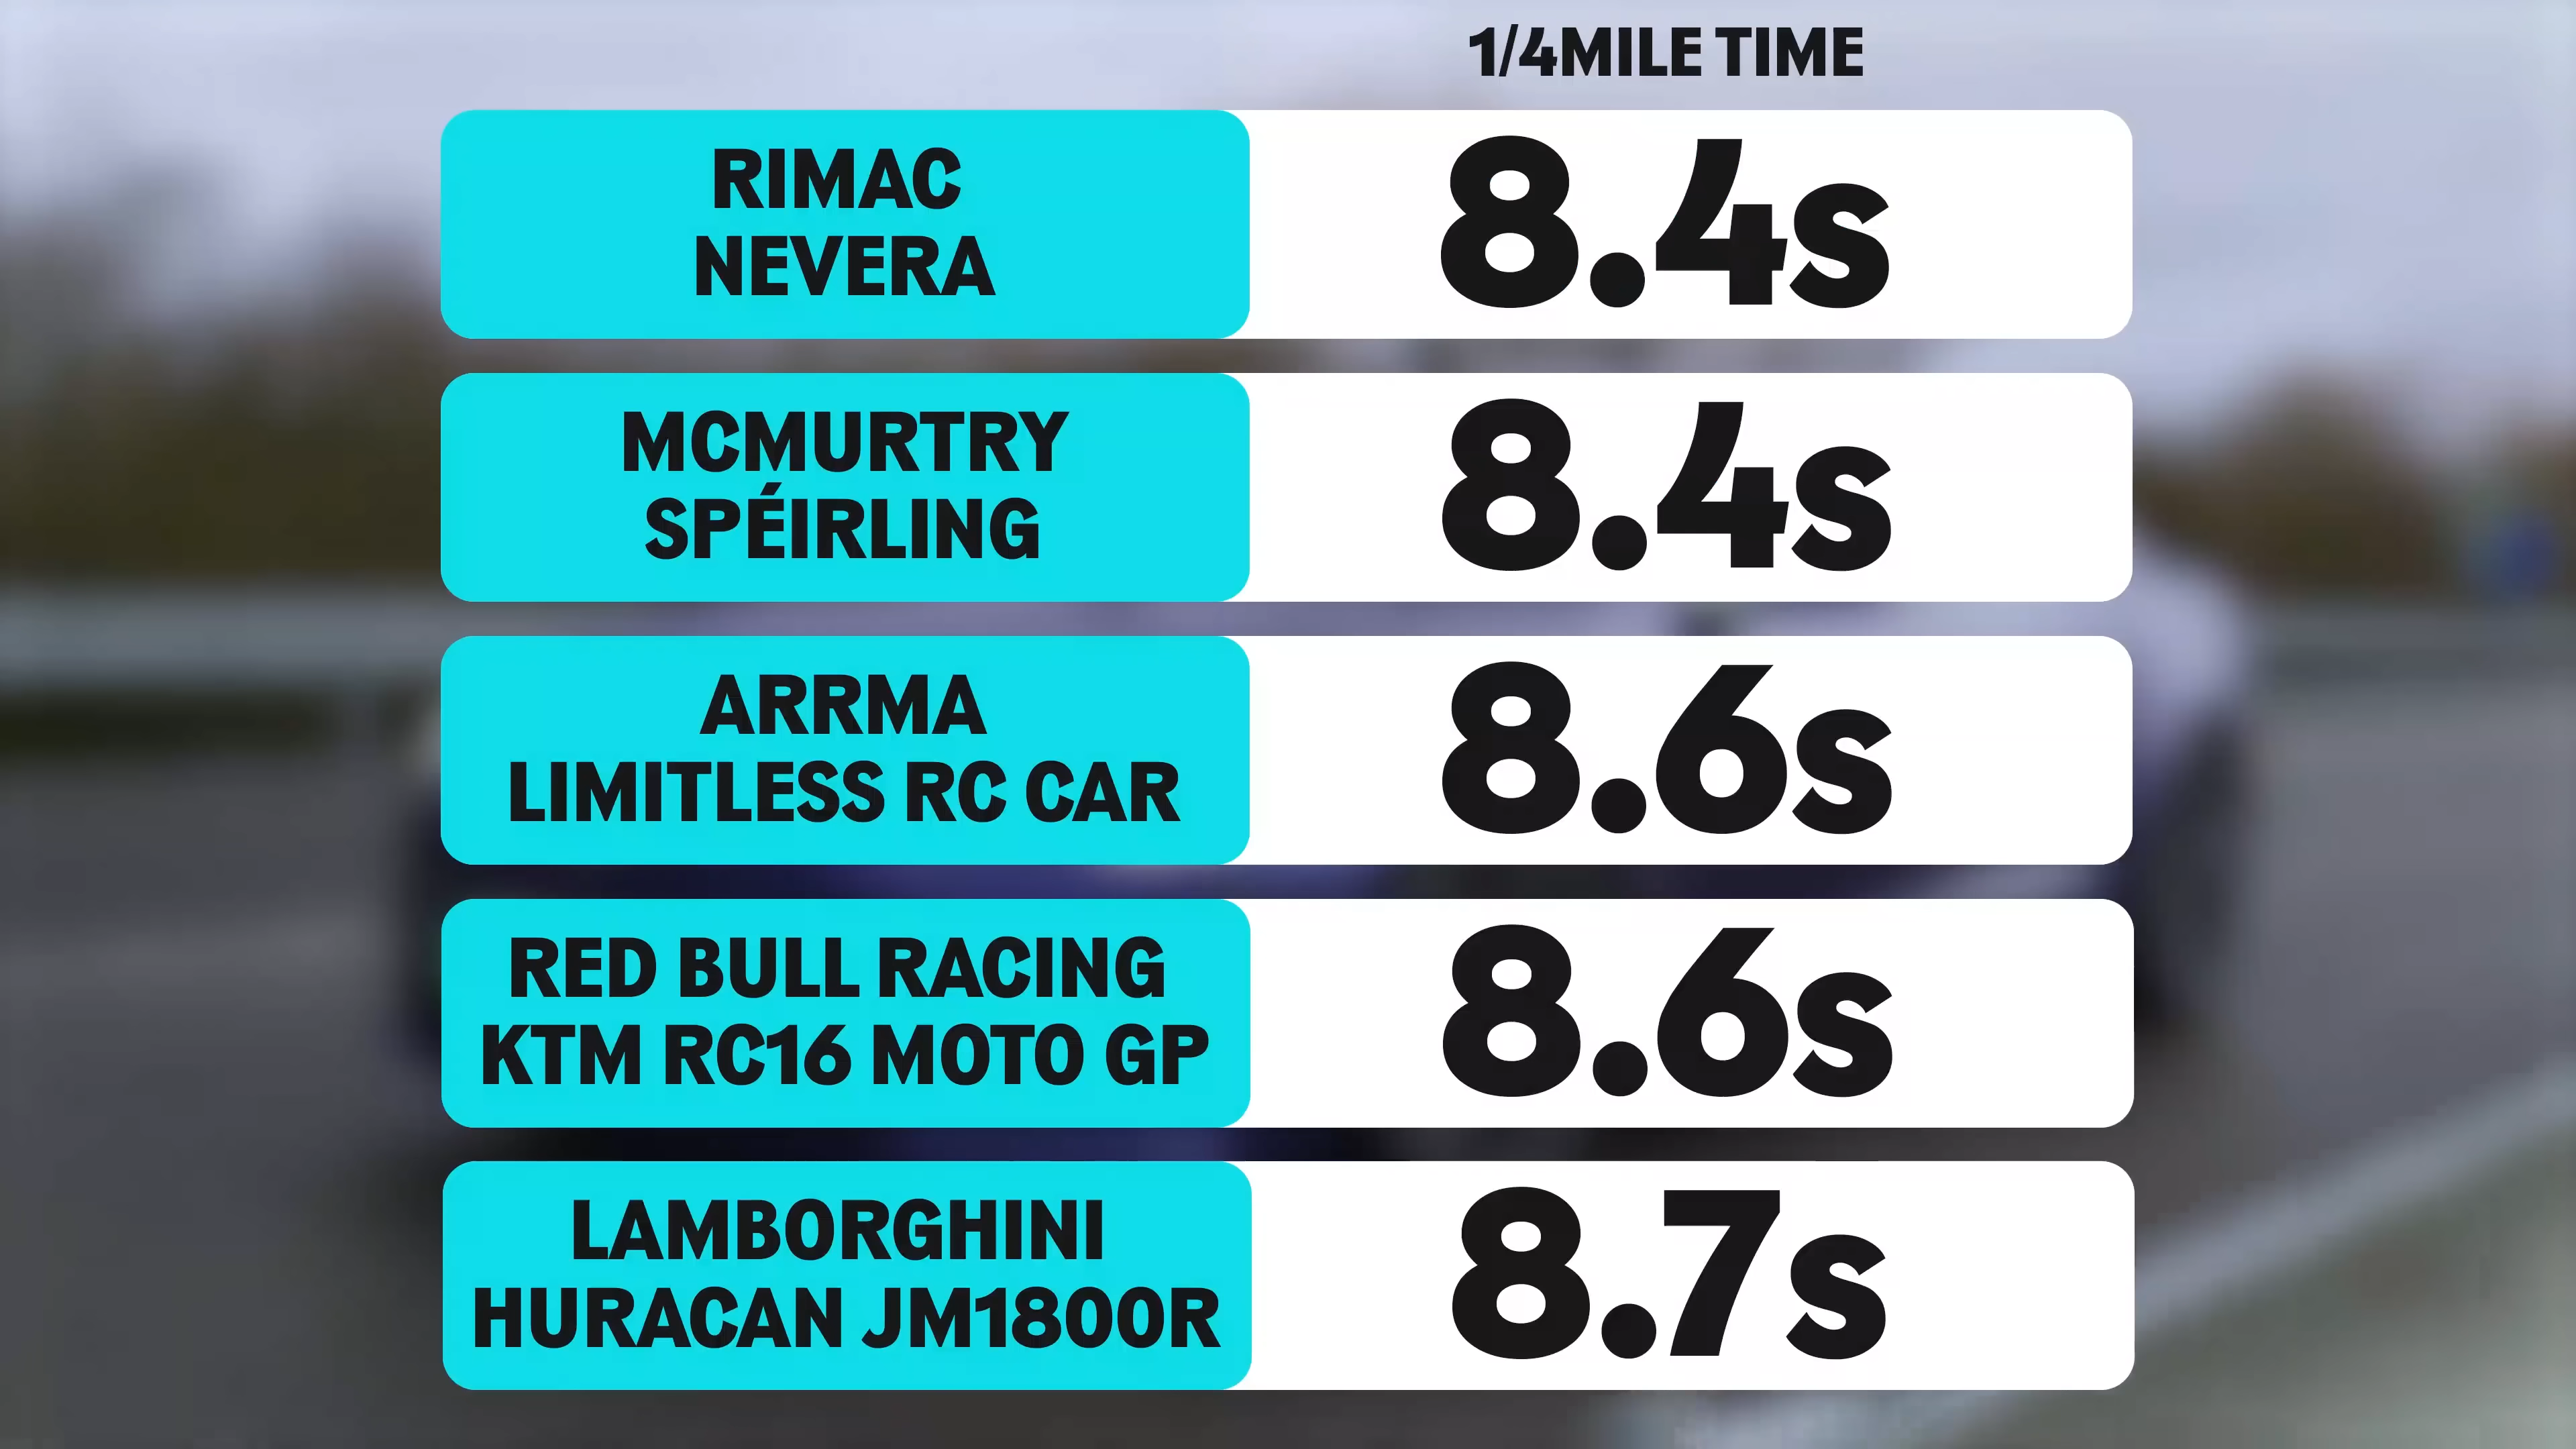 1/4MILE TIME
RIMAC
NEVERA
8.4s
MCMURTRY
SPÉIRLING
8.4s
ARRMA
LIMITLESS RC CAR
8.6s
RED BULL RACING
KTM RC16 MOTO GP
8.6s
LAMBORGHINI
HURACAN JM1800R
8.7s